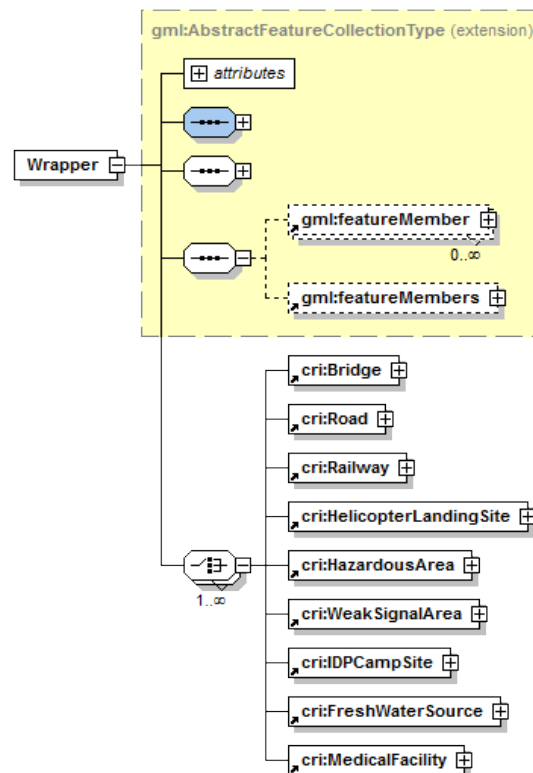 gml:AbstractFeatureCollectionType (extension)
attributes
Wrapper
gml:featureMember
0..∞
gml:featureMembers
cri:Bridge
cri:Road
cri:Railway
cri:HelicopterLandingSite
cri:HazardousArea
1..∞
cri:WeakSignalArea
cri:IDPCampSite
cri:FreshWaterSource
cri:MedicalFacility